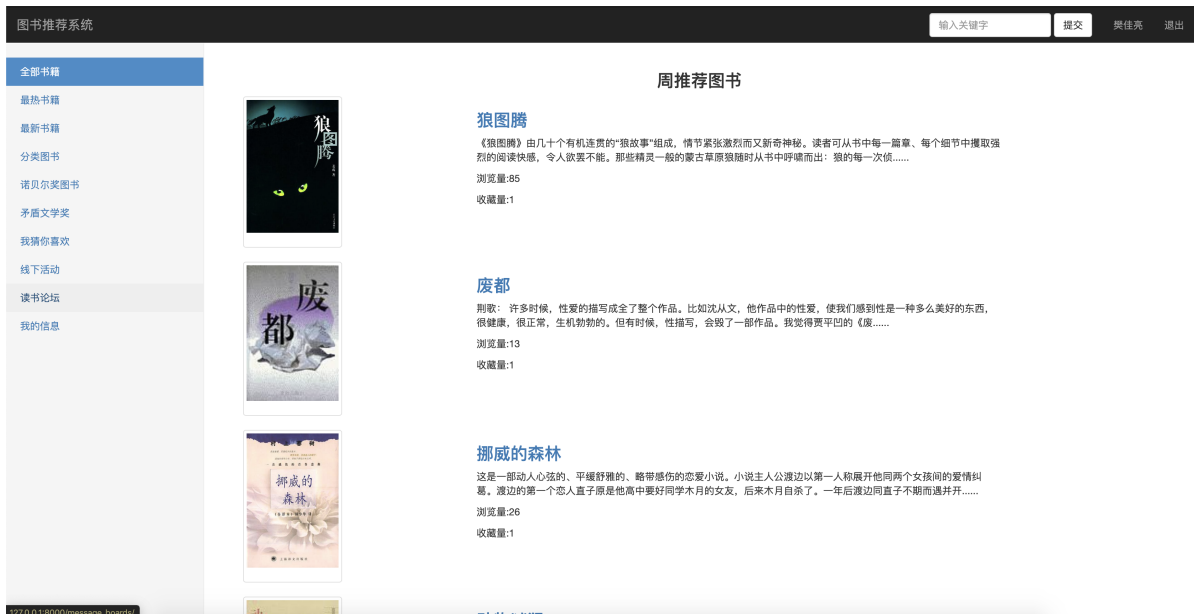 图书推荐系统
输入关键字
提交
樊佳亮
退出
全部书籍
最热书籍
最新书籍
分类图书
诺贝尔奖图书
矛盾文学奖
我猜你喜欢
线下活动
读书论坛
我的信息
周推荐图书
狼图腾
狼图腾
《狼图腾》由几十个有机连贯的“狼故事”组成，情节紧张激烈而又新奇神秘。读者可从书中每一篇章、每个细节中攫取强
烈的阅读快感，令人欲罢不能。那些精灵一般的蒙古草原狼随时从书中呼啸而出：狼的每一次侦......
浏览量:85
收藏量:1
废都
废都
荆歌： 许多时候，性爱的描写成全了整个作品。比如沈从文，他作品中的性爱，使我们感到性是一种多么美好的东西，
很健康，很正常，生机勃勃的。但有时候，性描写，会毁了一部作品。我觉得贾平凹的《废......
浏览量:13
收藏量:1
挪威的
森林
挪威的森林
这是一部动人心弦的、平缓舒雅的、略带感伤的恋爱小说。小说主人公渡边以第一人称展开他同两个女孩间的爱情纠
葛。渡边的第一个恋人直子原是他高中要好同学木月的女友，后来木月自杀了。一年后渡边同直子不期而遇并开......
浏览量:26
收藏量:1
127.0.0.1:8000/message_boards/